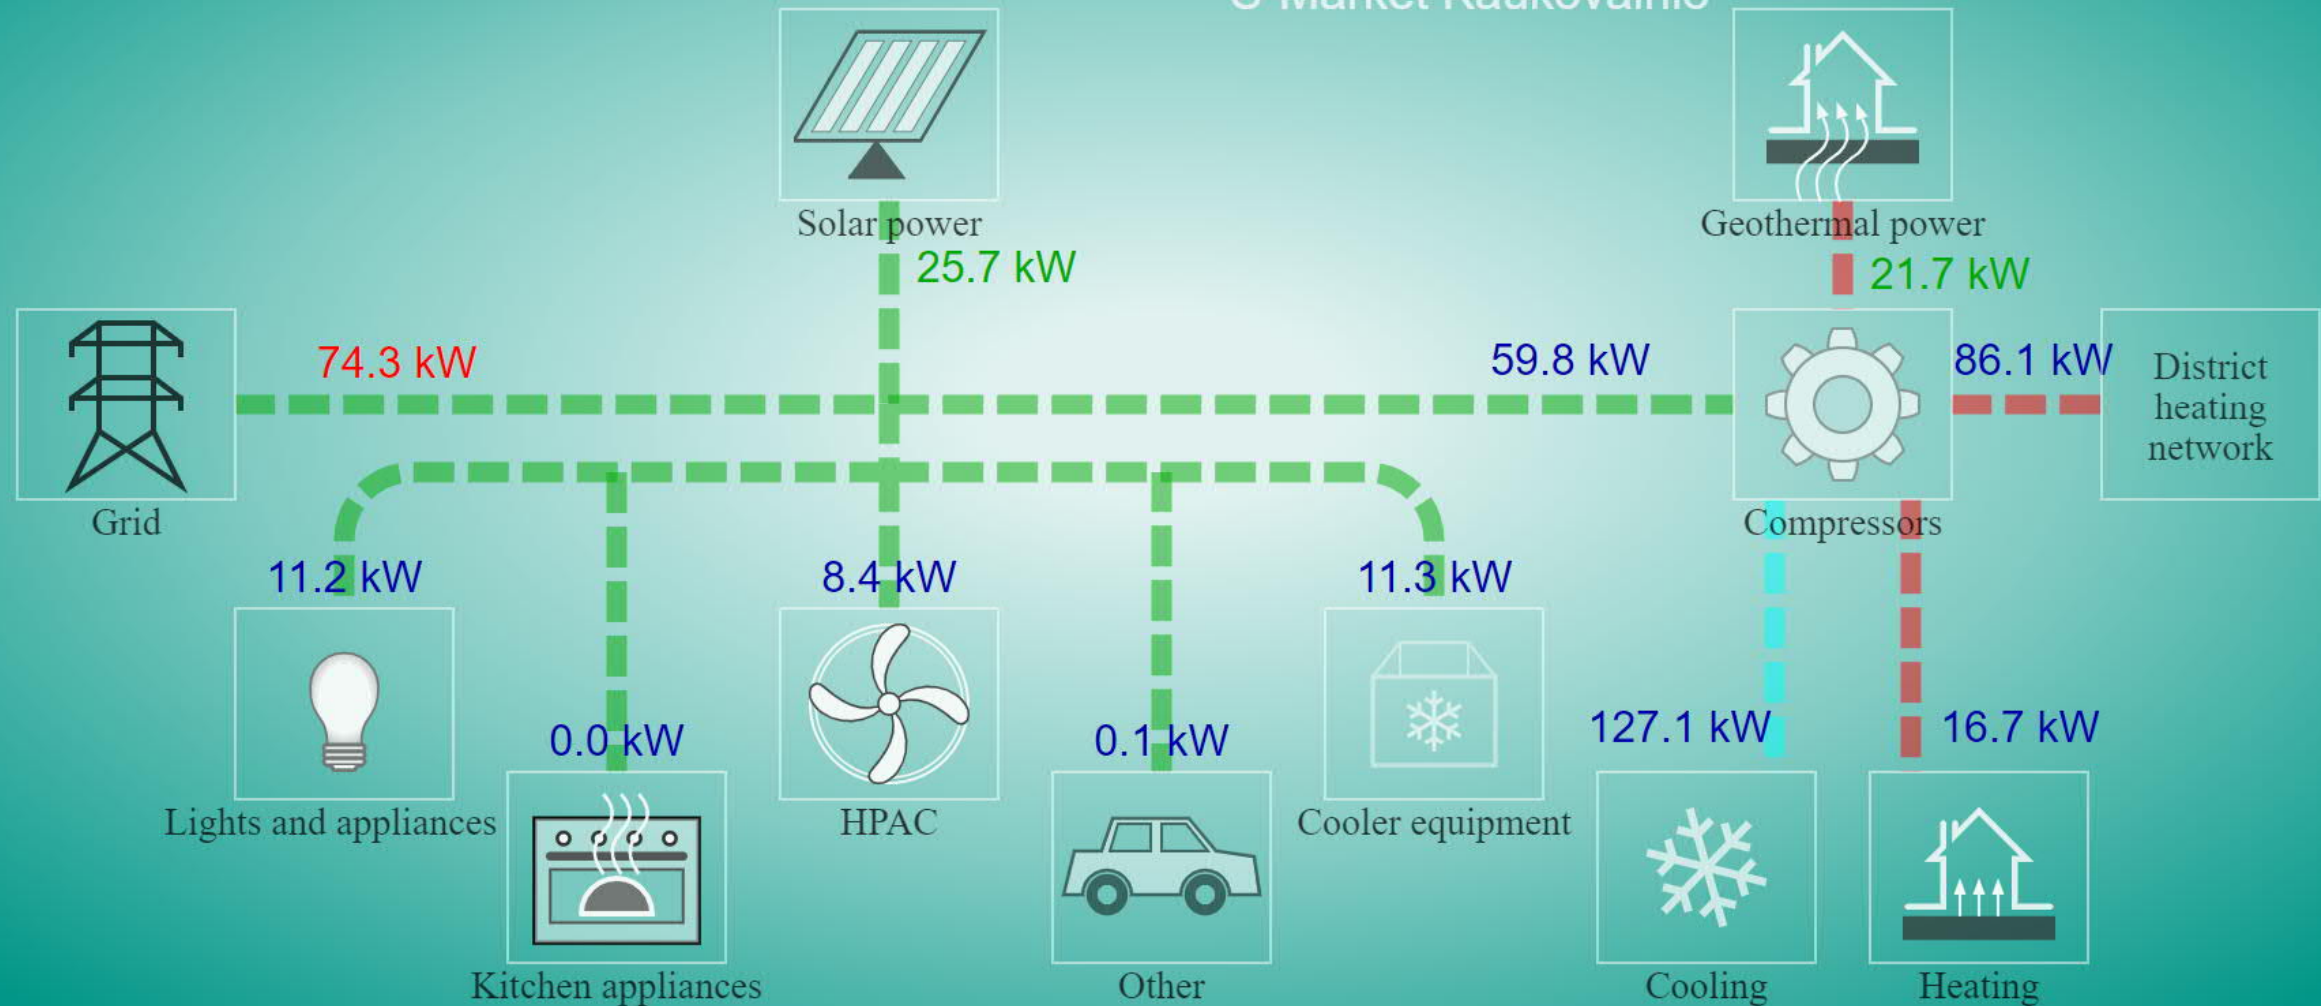 Market Kaukovainio
Solar power
25.7 kW
Geothermal power
21.7 kW
74.3 kW
59.8 kW
86.1 kW
District
heating
network
Grid
Compressors
11.2 kW
8.4 kW
11.3 kW
0.0 kW
0.1 kW
127.1 kW
16.7 kW
Lights and appliances
HPAC
Cooler equipment
Kitchen appliances
Other
Cooling
Heating